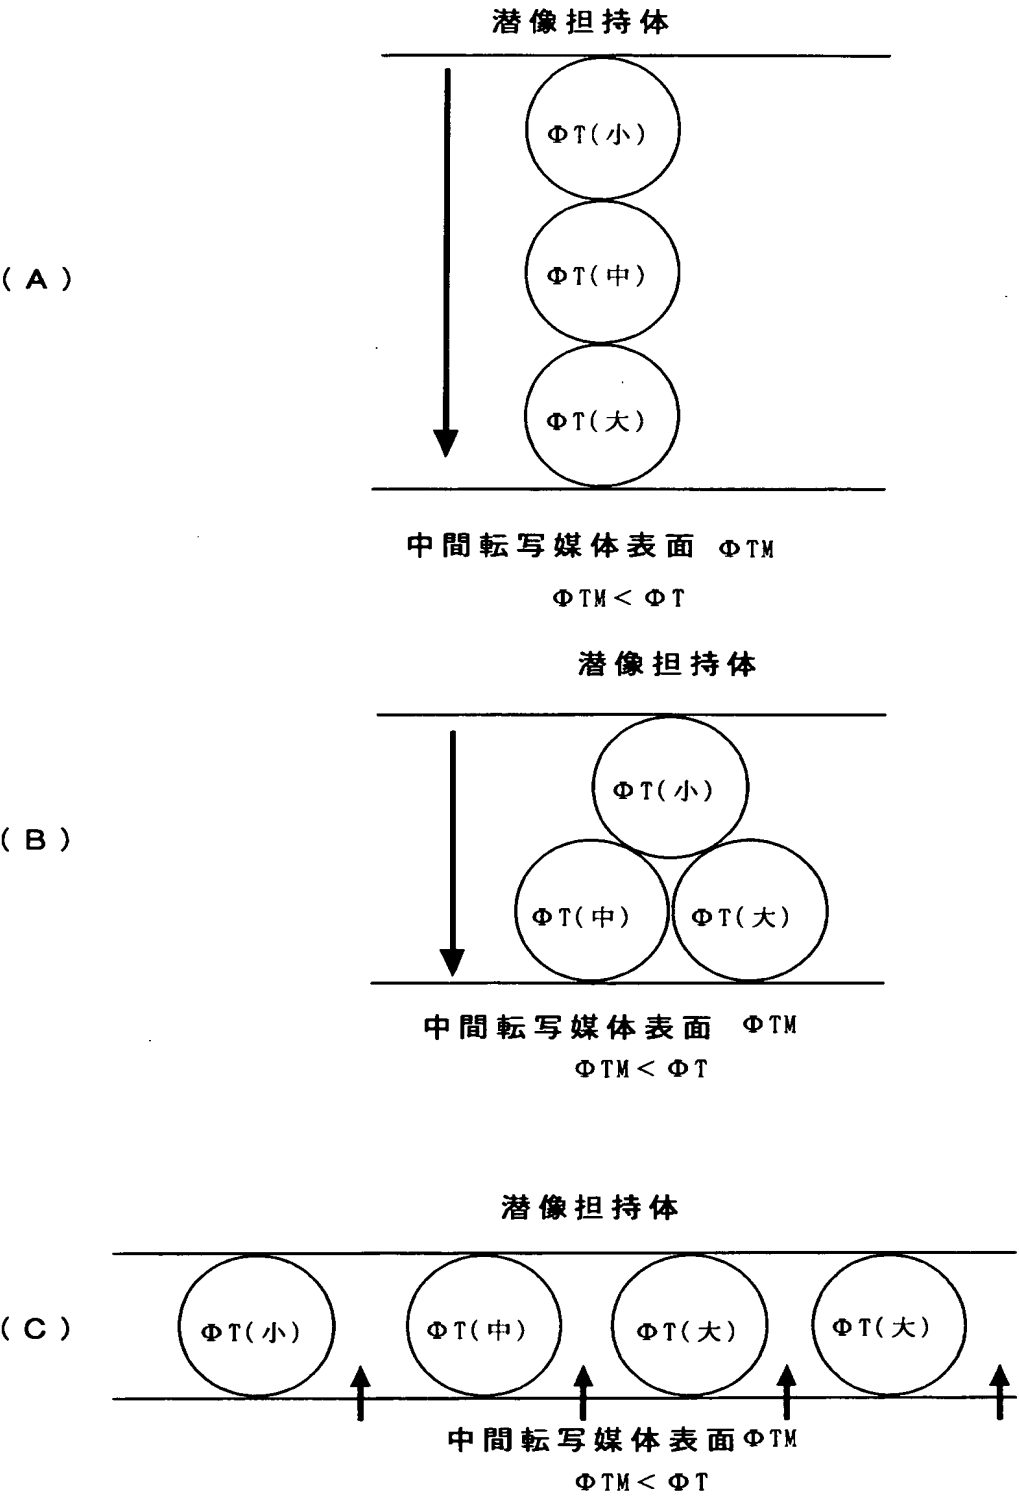 潜像担持体
ΦT(小)
(A)
ΦT(中)
ΦT(大)
中間転写媒体表面 ΦTM
ΦTM< ΦT
潜像担持体
ΦT(小)
(B)
ΦT(中) ΦT(大)
中間転写媒体表面 ΦTM
ΦTM< ΦT
潜像担持体
(C) ΦT(小) ΦT(中) ΦT(大) ΦT(大)
中間転写媒体表面ΦTM
ΦTM< ΦT